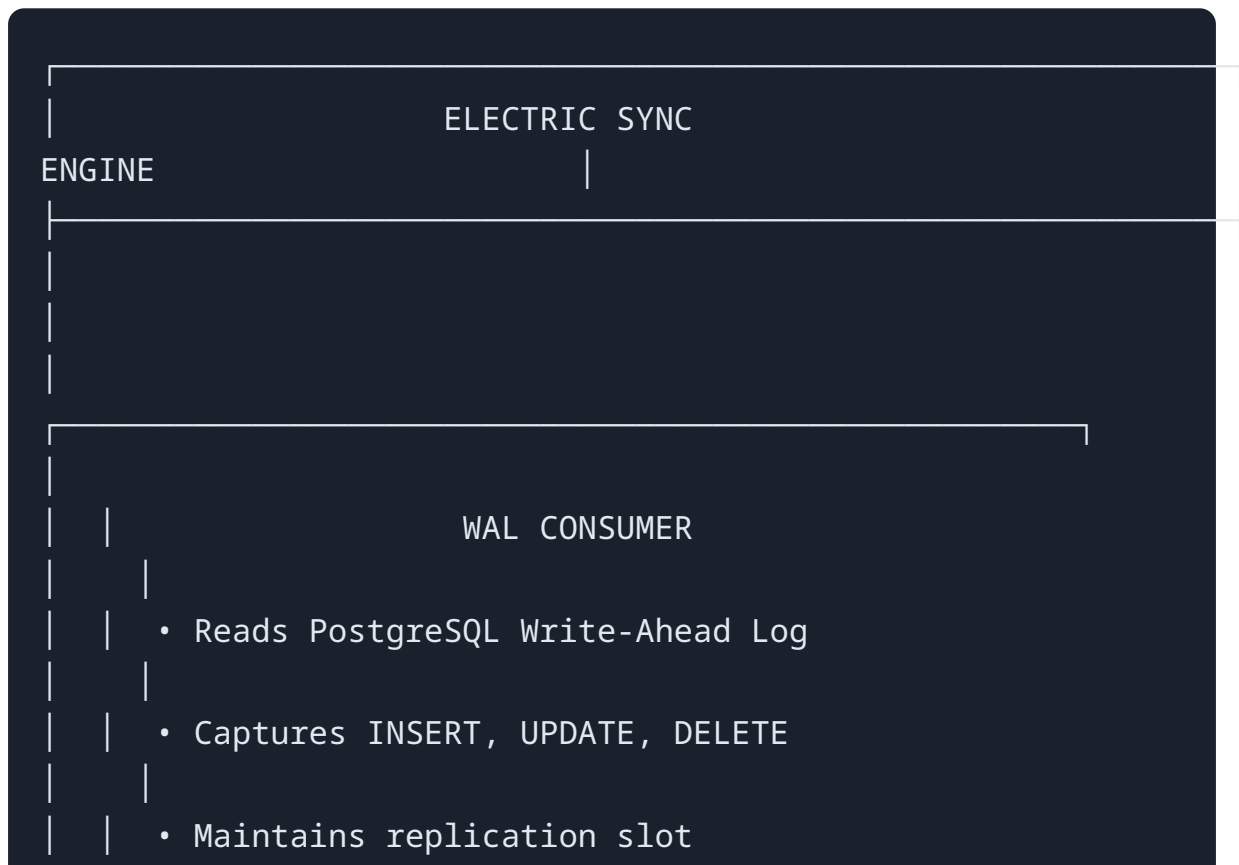 ELECTRIC SYNC
ENGINE
WAL CONSUMER
• Reads PostgreSQL Write-Ahead Log
• Captures INSERT, UPDATE, DELETE
• Maintains replication slot